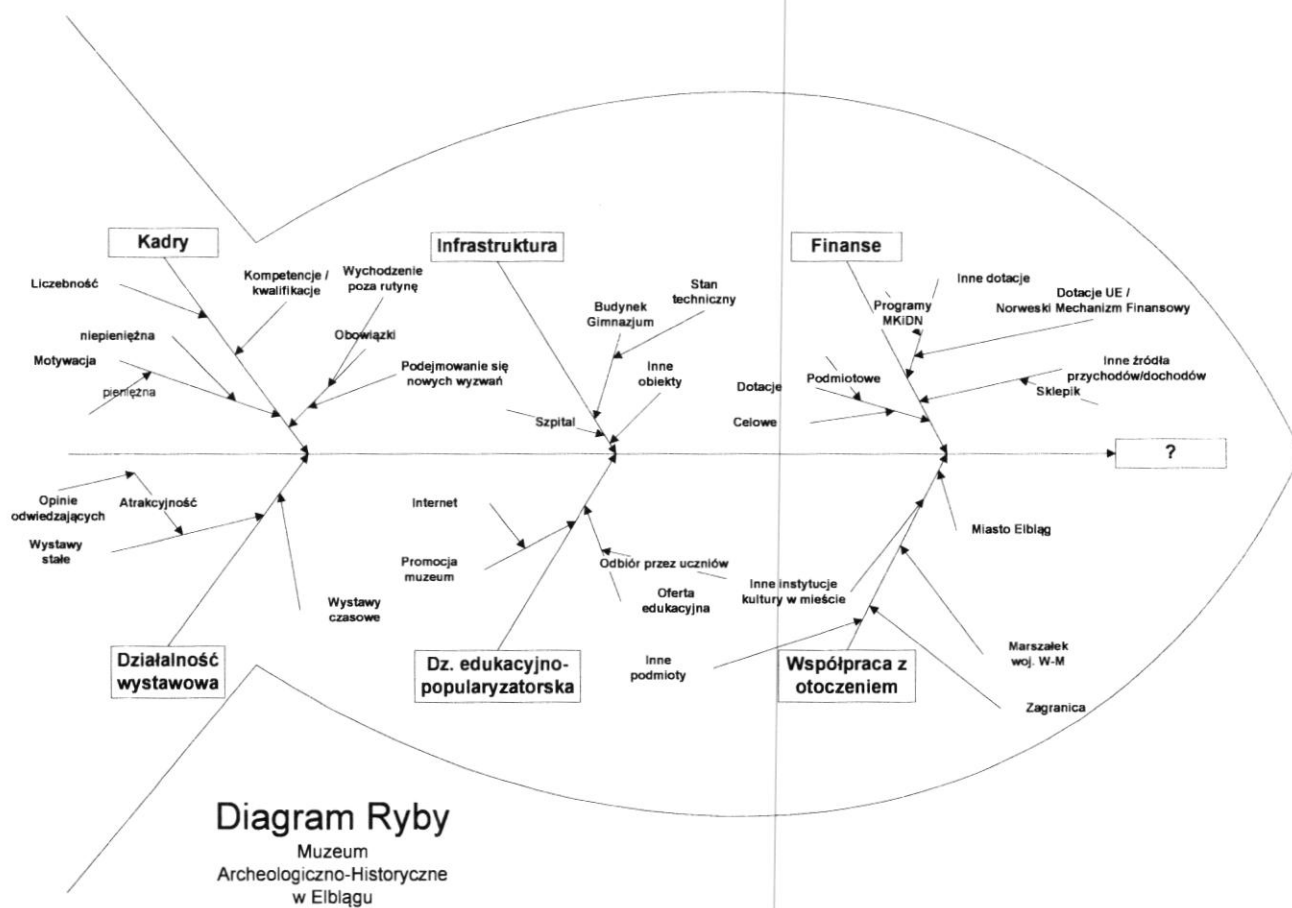 Kadry
Infrastruktura
Finanse
Liczebność
Kompetencje /
kwalifikacje
Wychodzenie
poza rutynę
niepieniężna
Obowiązki
Motywacja
pieniężna
Podejmowanie się
nowych wyzwań
Budynek
Gimnazjum
Stan
techniczny
Inne
obiekty
Szpital
Inne dotacje
Programy
MKiDN
Dotacje UE /
Norweski Mechanizm Finansowy
Inne źródła
przychodów/dochodów
Sklepik
Dotacje
Podmiotowe
Celowe
?
Opinie
odwiedzających
Atrakcyjność
Wystawy
stałe
Wystawy
czasowe
Internet
Promocja
muzeum
Odbiór przez uczniów
Oferta
edukacyjna
Inne instytucje
kultury w mieście
Miasto Elbląg
Inne
podmioty
Marszałek
woj. W-M
Zagranica
Działalność
wystawowa
Dz. edukacyjno-
popularyzatorska
Współpraca z
otoczeniem
Diagram Ryby
Muzeum
Archeologiczno-Historyczne
w Elblągu